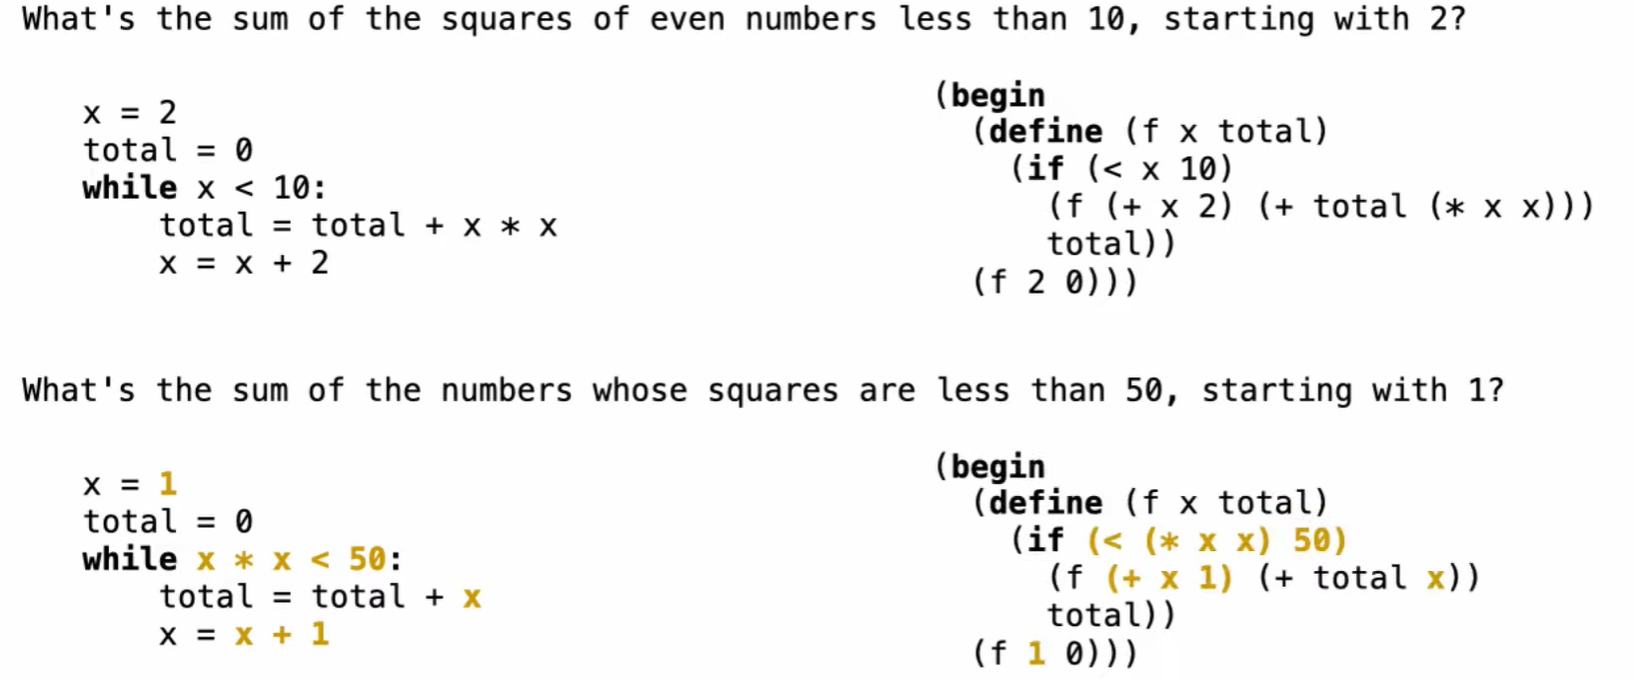 What's the sum of the squares of even numbers less than 10, starting with 2?
x = 2
total = 0
while x < 10:
    total = total + x * x
    x = x + 2
(begin
  (define (f x total)
    (if (< x 10)
      (f (+ x 2) (+ total (* x x)))
      total))
  (f 2 0)))
What's the sum of the numbers whose squares are less than 50, starting with 1?
x = 1
total = 0
while x * x < 50:
    total = total + x
    x = x + 1
(begin
  (define (f x total)
    (if (< (* x x) 50)
      (f (+ x 1) (+ total x))
      total))
  (f 1 0)))